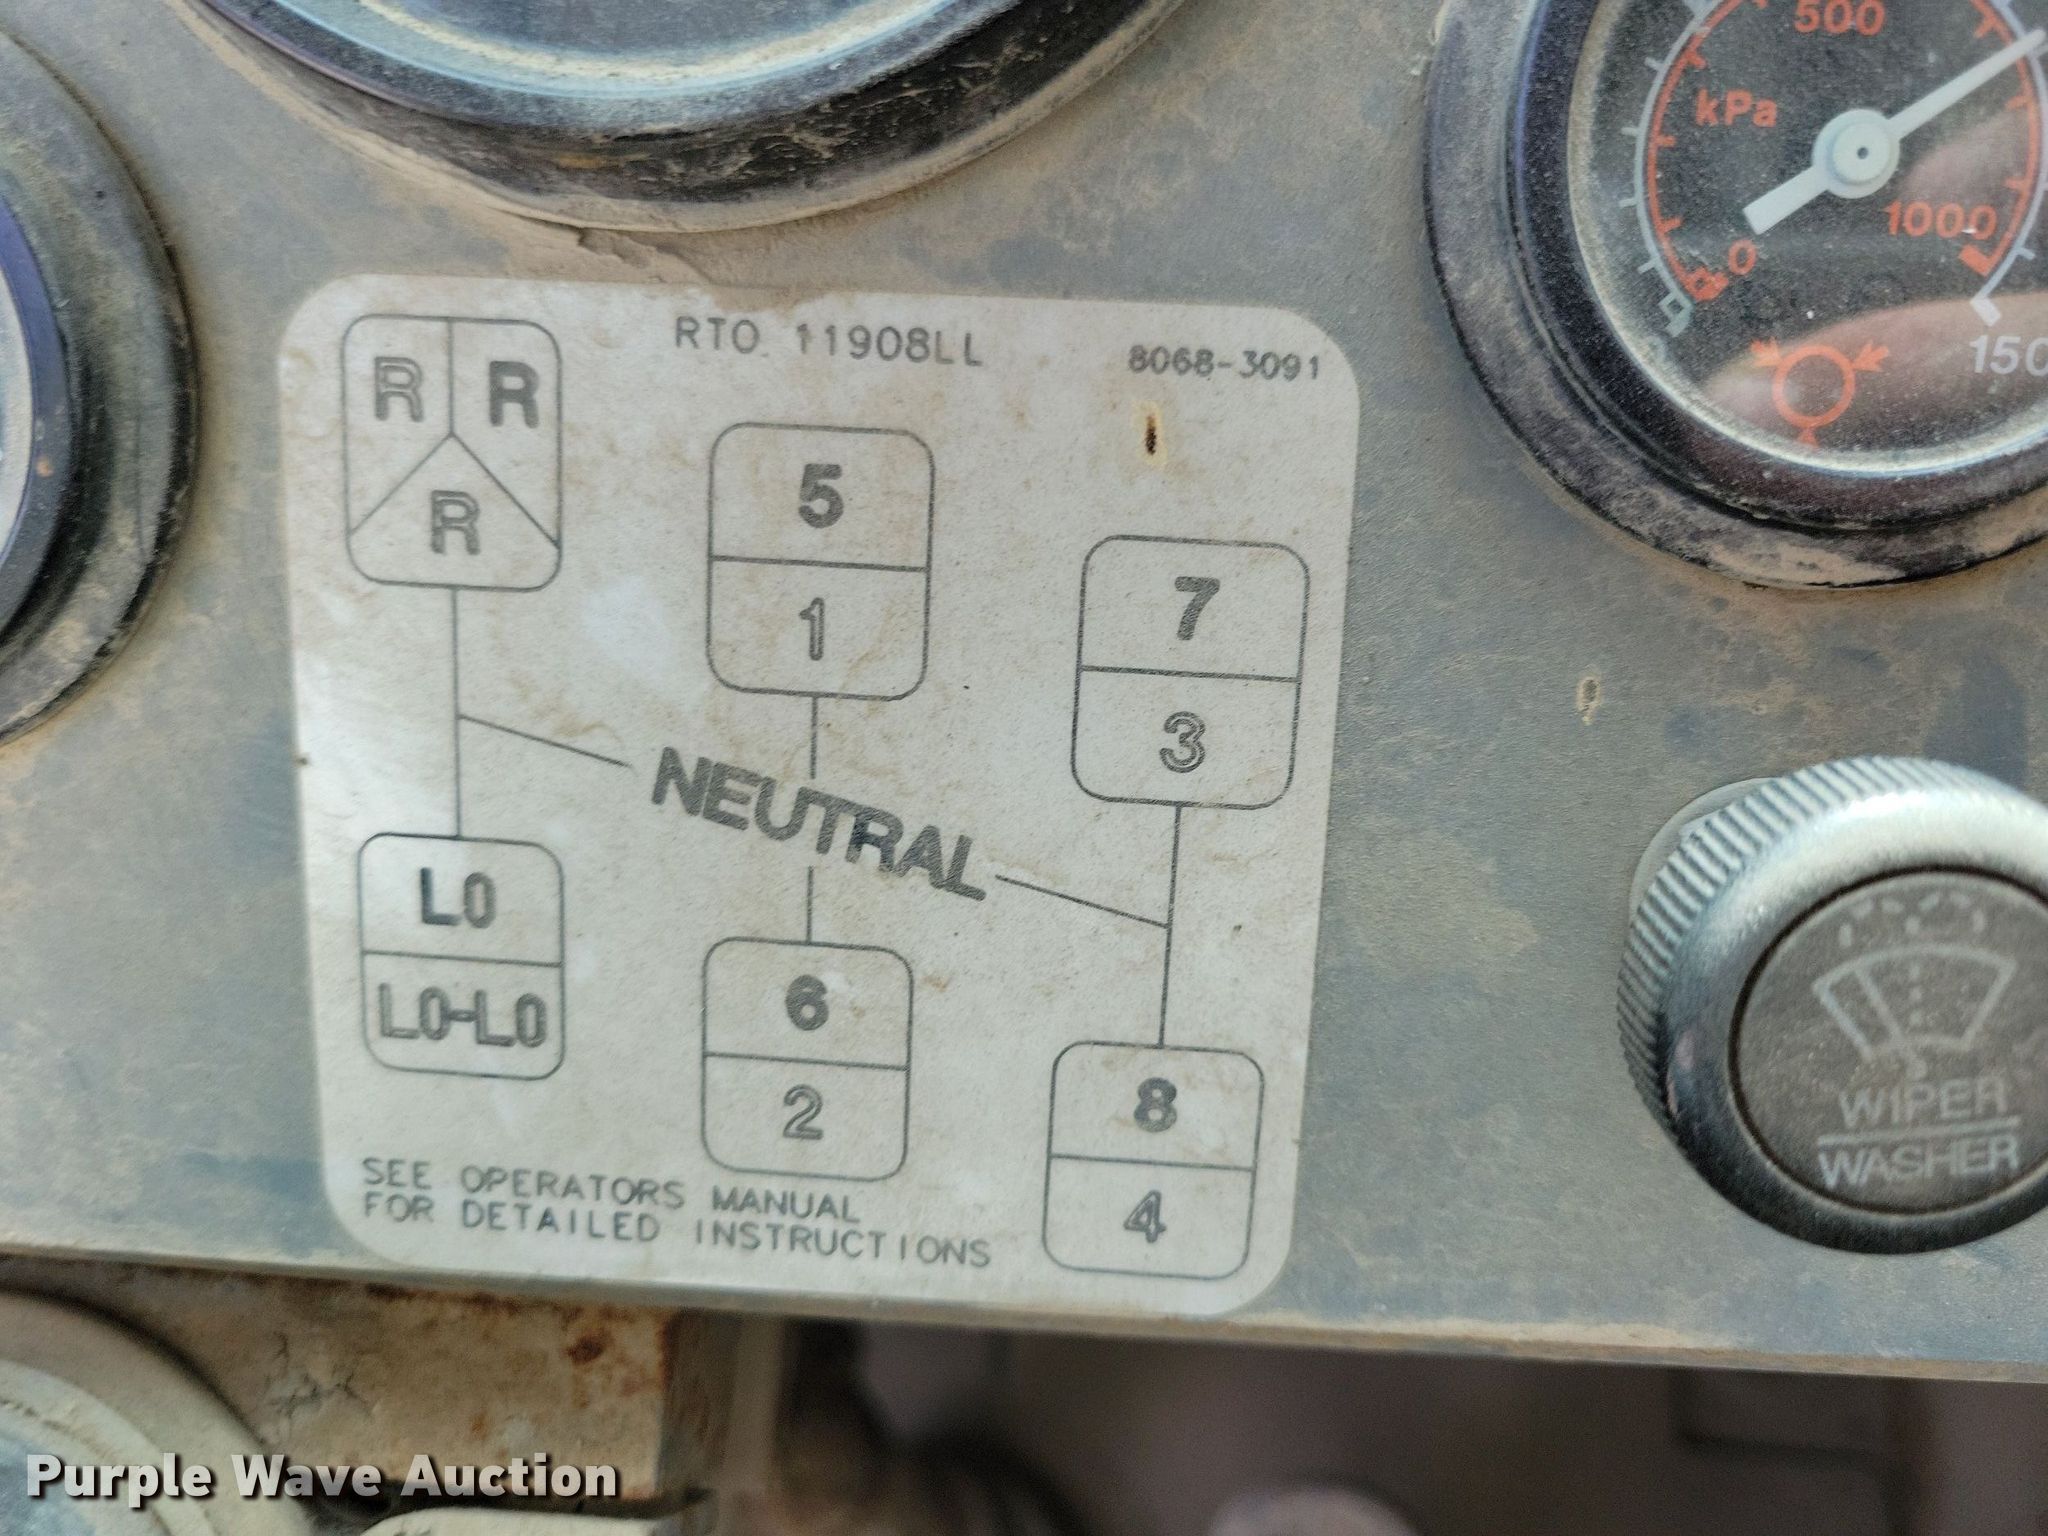 500
kPa
1000
0
0
150
RTO 11908LL
8068-3091
R R
R
5
1
7
3
NEUTRAL
LO
LO-LO
6
2
8
4
SEE OPERATORS MANUAL
FOR DETAILED INSTRUCTIONS
WIPER
WASHER
Purple Wave Auction